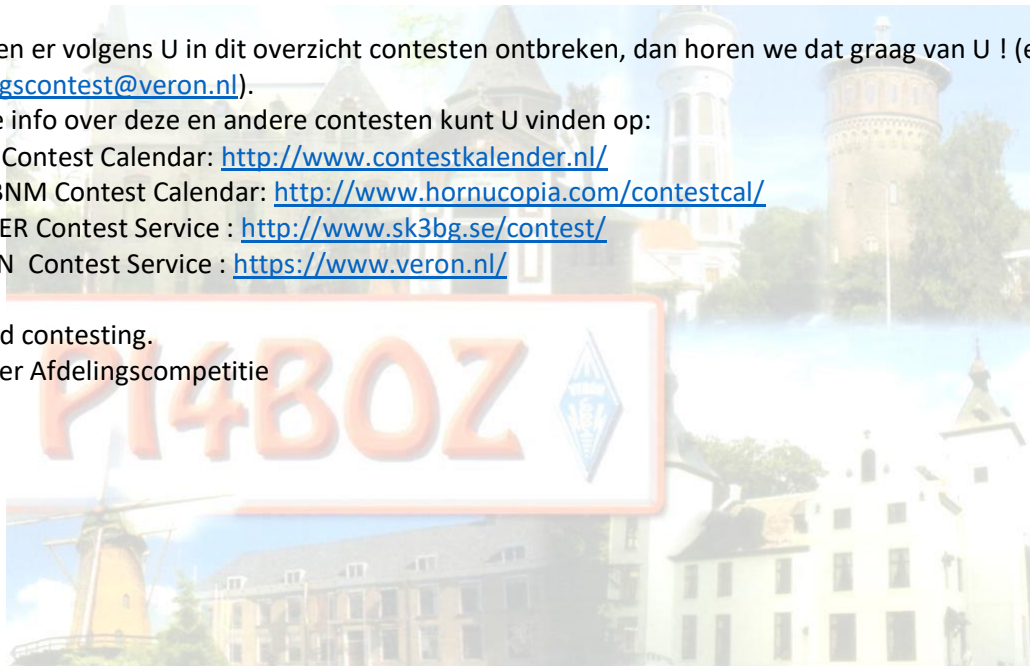 en er volgens U in dit overzicht contesten ontbreken, dan horen we dat graag van U ! (e
gscontest@veron.nl).
e info over deze en andere contesten kunt U vinden op:
Contest Calendar: http://www.contestkalender.nl/
BNM Contest Calendar: http://www.hornucopia.com/contestcal/
ER Contest Service : http://www.sk3bg.se/contest/
N Contest Service : https://www.veron.nl/
d contesting.
er Afdelingscompetitie
PI4BOZ